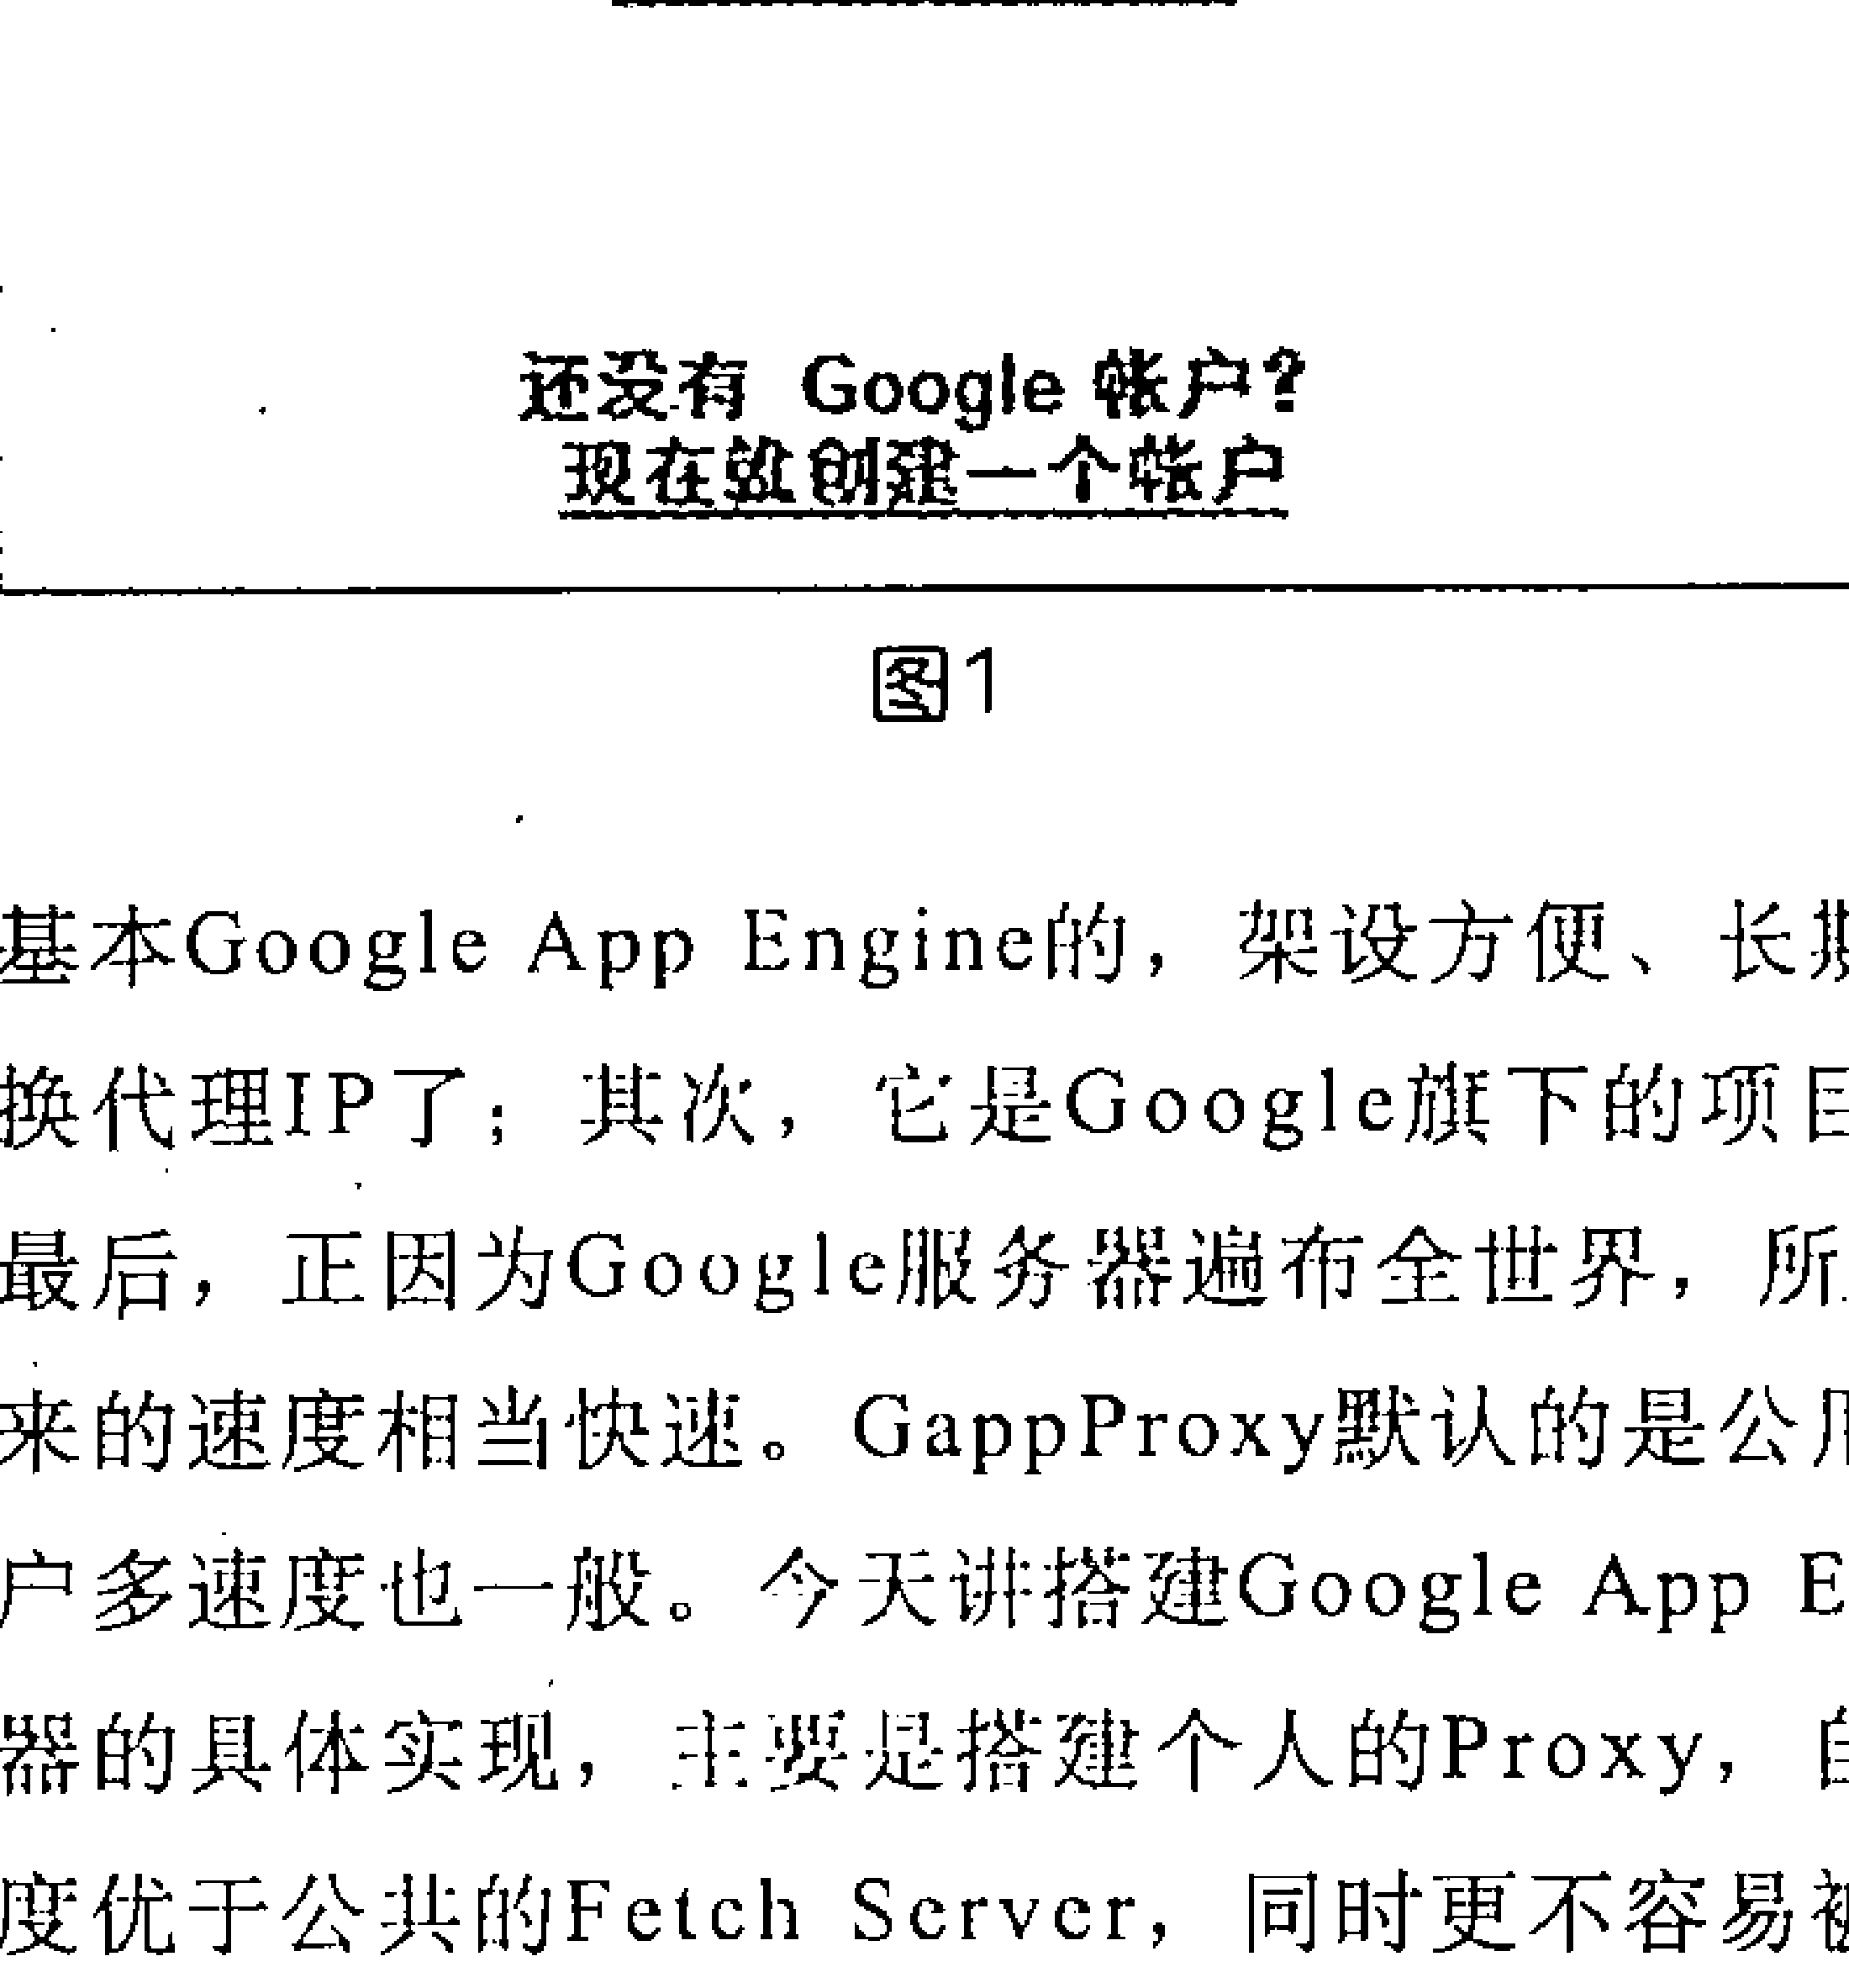 还没有 Google 帐户?
现在就创建一个帐户
图1
基本Google App Engine的，架设方便、长期
换代理IP了；其次，它是Google旗下的项目
最后，正因为Google服务器遍布全世界，所
来的速度相当快速。GappProxy默认的是公用
户多速度也一般。今天讲搭建Google App E
器的具体实现，主要是搭建个人的Proxy，自
度优于公共的Fetch Server，同时更不容易被